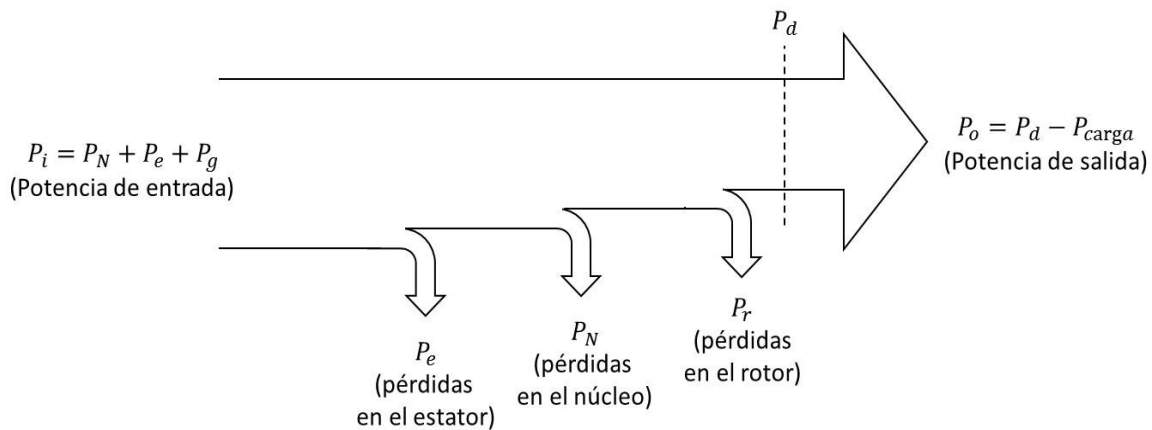 P_d
P_i = P_N + P_e + P_g
(Potencia de entrada)
P_o = P_d − P_carga
(Potencia de salida)
P_e
(pérdidas
en el estator)
P_N
(pérdidas
en el núcleo)
P_r
(pérdidas
en el rotor)